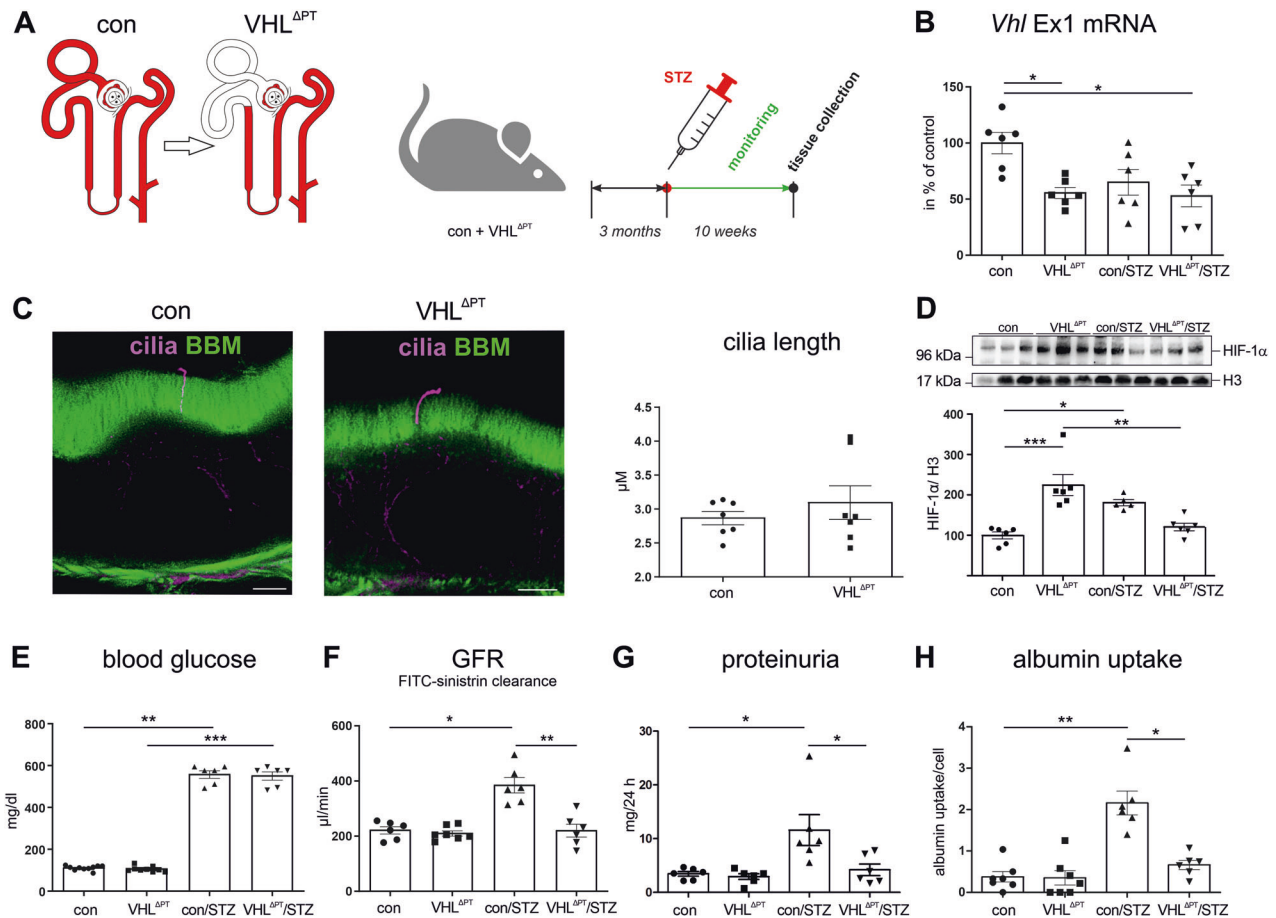 A
con
VHL^ΔPT
STZ
monitoring
tissue collection
con + VHL^ΔPT
3 months
10 weeks
B
Vhl Ex1 mRNA
in % of control
150
100
50
0
*
*
con
VHL^ΔPT
con/STZ
VHL^ΔPT/STZ
C
con
cilia BBM
VHL^ΔPT
cilia BBM
cilia length
µM
4.5
4.0
3.5
3.0
2.5
2.0
con
VHL^ΔPT
D
con
VHL^ΔPT
con/STZ
VHL^ΔPT/STZ
96 kDa
HIF-1α
17 kDa
H3
HIF-1α/ H3
400
300
200
100
*
***
**
con
VHL^ΔPT
con/STZ
VHL^ΔPT/STZ
E
blood glucose
mg/dl
800
600
400
200
0
**
***
con
VHL^ΔPT
con/STZ
VHL^ΔPT/STZ
F
GFR
FITC-sinistrin clearance
µl/min
600
400
200
0
*
**
con
VHL^ΔPT
con/STZ
VHL^ΔPT/STZ
G
proteinuria
mg/24 h
30
20
10
0
*
*
con
VHL^ΔPT
con/STZ
VHL^ΔPT/STZ
H
albumin uptake
albumin uptake/cell
4
3
2
1
0
**
*
con
VHL^ΔPT
con/STZ
VHL^ΔPT/STZ